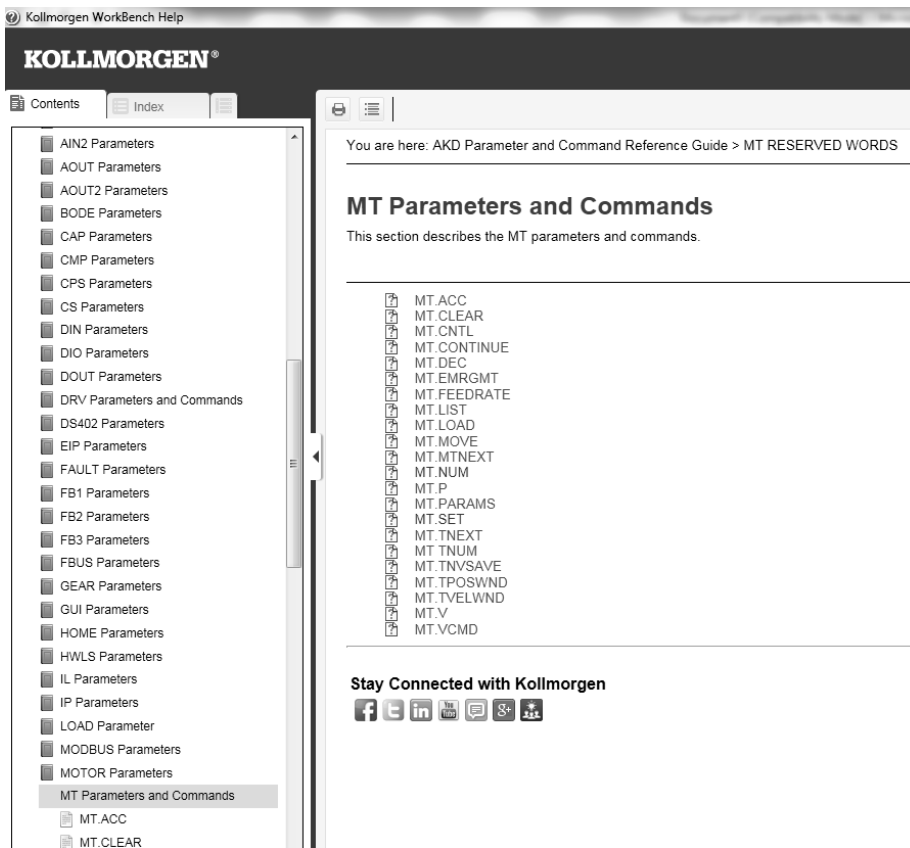 Kollmorgen WorkBench Help
KOLLMORGEN®
Contents
Index
AIN2 Parameters
AOUT Parameters
AOUT2 Parameters
BODE Parameters
CAP Parameters
CMP Parameters
CPS Parameters
CS Parameters
DIN Parameters
DIO Parameters
DOUT Parameters
DRV Parameters and Commands
DS402 Parameters
EIP Parameters
FAULT Parameters
FB1 Parameters
FB2 Parameters
FB3 Parameters
FBUS Parameters
GEAR Parameters
GUI Parameters
HOME Parameters
HWLS Parameters
IL Parameters
IP Parameters
LOAD Parameter
MODBUS Parameters
MOTOR Parameters
MT Parameters and Commands
MT.ACC
MT.CLEAR
You are here: AKD Parameter and Command Reference Guide > MT RESERVED WORDS
MT Parameters and Commands
This section describes the MT parameters and commands.
MT.ACC
MT.CLEAR
MT.CNTL
MT.CONTINUE
MT.DEC
MT.EMRGMT
MT.FEEDRATE
MT.LIST
MT.LOAD
MT.MOVE
MT.MTNEXT
MT.NUM
MT.P
MT.PARAMS
MT.SET
MT.TNEXT
MT TNUM
MT.TNVSAVE
MT.TPOSWND
MT.TVELWND
MT.V
MT.VCMD
Stay Connected with Kollmorgen